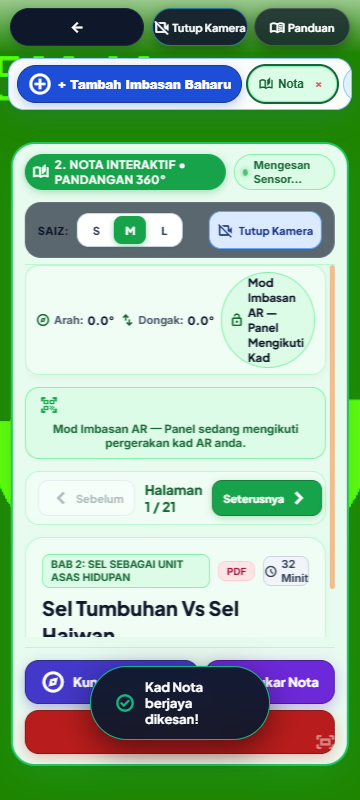 Tutup Kamera
Panduan
+ Tambah Imbasan Baharu
Nota
×
2. NOTA INTERAKTIF •
PANDANGAN 360°
Mengesan
Sensor...
SAIZ:
S
M
L
Tutup Kamera
Arah: 0.0°
Dongak: 0.0°
Mod
Imbasan
AR —
Panel
Mengikuti
Kad
Mod Imbasan AR — Panel sedang mengikuti
pergerakan kad AR anda.
Sebelum
Halaman
1 / 21
Seterusnya
BAB 2: SEL SEBAGAI UNIT
ASAS HIDUPAN
PDF
32
Minit
Sel Tumbuhan Vs Sel
Haiwan
Kad Nota
berjaya
dikesan!
kar Nota